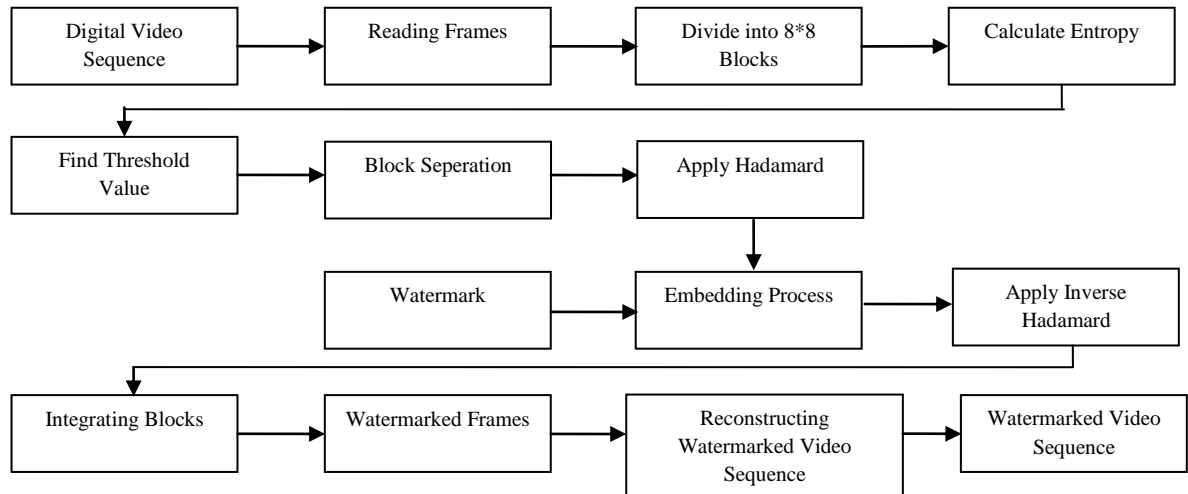 Digital Video
Sequence
Reading Frames
Divide into 8*8
Blocks
Calculate Entropy
Find Threshold
Value
Block Seperation
Apply Hadamard
Watermark
Embedding Process
Apply Inverse
Hadamard
Integrating Blocks
Watermarked Frames
Reconstructing
Watermarked Video
Sequence
Watermarked Video
Sequence